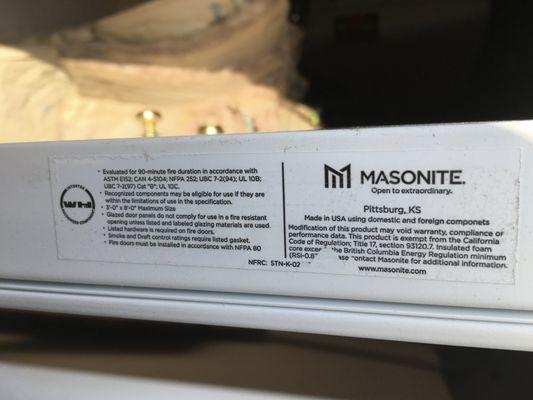 WH
• Evaluated for 90-minute fire duration in accordance with
ASTM E152; CAN 4-S104; NFPA 252; UBC 7-2(94); UL 10B;
UBC 7-2(97) Cat "B"; UL 10C.
• Recognized components may be eligible for use if they are
within the limitations of use in the specification.
• 3'-0" x 8'-0" Maximum Size
• Glazed door panels do not comply for use in a fire resistant
opening unless listed and labeled glazing materials are used.
• Listed hardware is required on fire doors.
• Smoke and Draft control ratings require listed gasket.
• Fire doors must be installed in accordance with NFPA 80
NFRC: STN-K-02
MASONITE.
Open to extraordinary.
Pittsburg, KS
Made in USA using domestic and foreign componets
Modification of this product may void warranty, compliance or
performance data. This product is exempt from the California
Code of Regulation; Title 17, section 93120.7. Insulated foam
core the British Columbia Energy Regulation minimum
(RSI-0.8 contact Masonite for additional information.
www.masonite.com